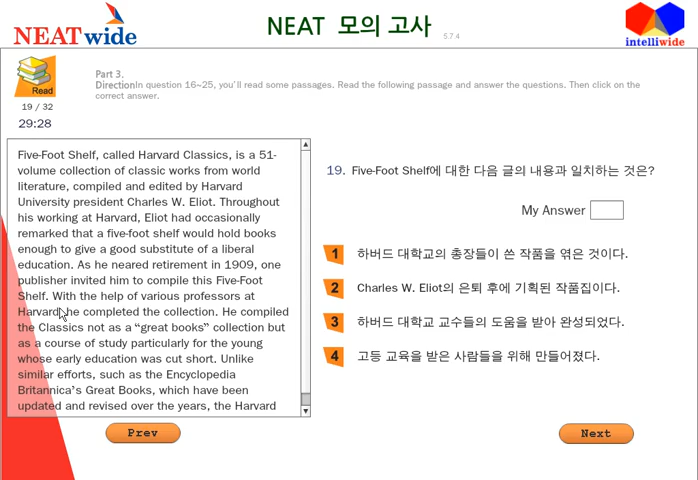 NEATwide
NEAT 모의 고사
5.7.4
intelliwide
Read
19 / 32
29:28
Part 3.
DirectionIn question 16~25, you'll read some passages. Read the following passage and answer the questions. Then click on the
correct answer.
Five-Foot Shelf, called Harvard Classics, is a 51-
volume collection of classic works from world
literature, compiled and edited by Harvard
University president Charles W. Eliot. Throughout
his working at Harvard, Eliot had occasionally
remarked that a five-foot shelf would hold books
enough to give a good substitute of a liberal
education. As he neared retirement in 1909, one
publisher invited him to compile this Five-Foot
Shelf. With the help of various professors at
Harvard, he completed the collection. He compiled
the Classics not as a “great books” collection but
as a course of study particularly for the young
whose early education was cut short. Unlike
similar efforts, such as the Encyclopedia
Britannica's Great Books, which have been
updated and revised over the years, the Harvard
19. Five-Foot Shelf에 대한 다음 글의 내용과 일치하는 것은?
My Answer
1 하버드 대학교의 총장들이 쓴 작품을 엮은 것이다.
2 Charles W. Eliot의 은퇴 후에 기획된 작품집이다.
3 하버드 대학교 교수들의 도움을 받아 완성되었다.
4 고등 교육을 받은 사람들을 위해 만들어졌다.
Prev
Next